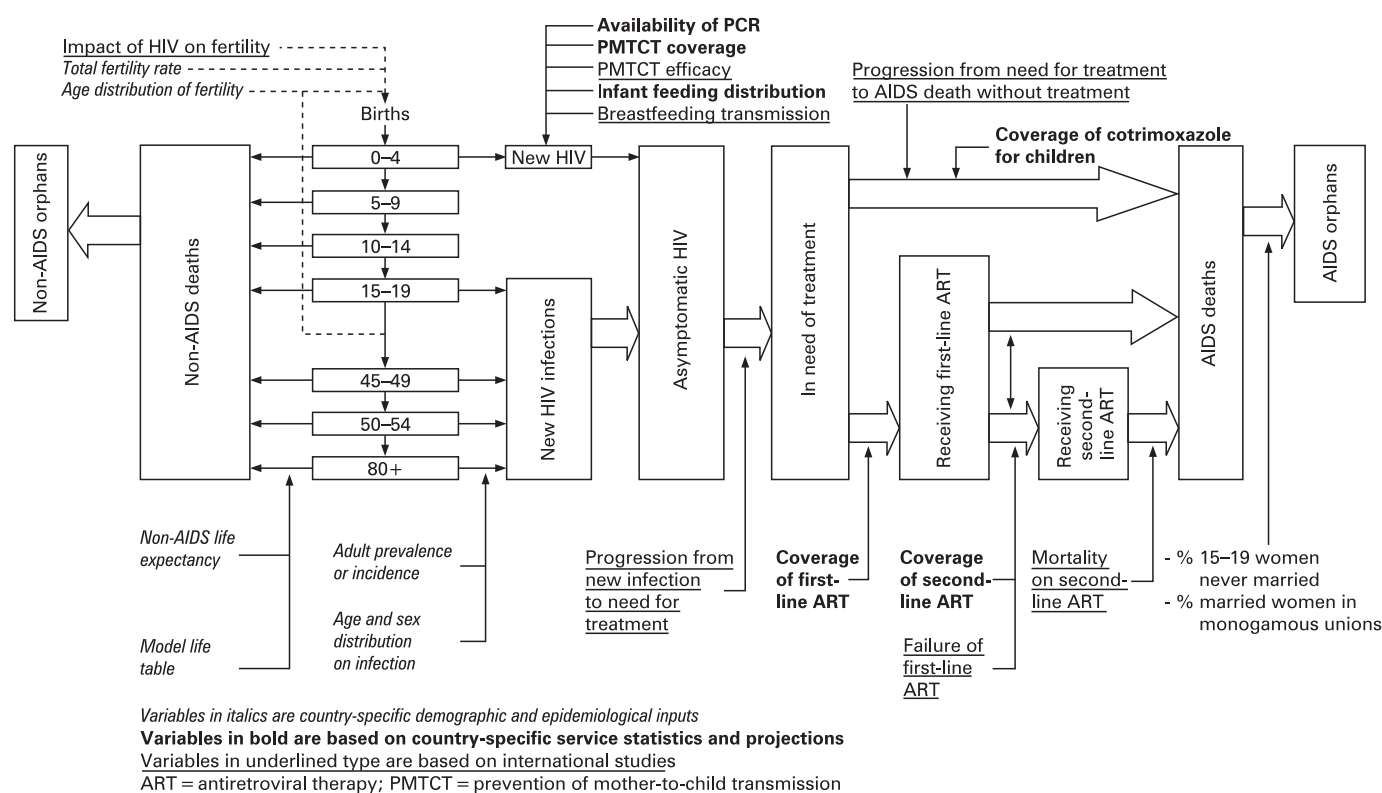 Impact of HIV on fertility
Total fertility rate
Age distribution of fertility
Births
Availability of PCR
PMTCT coverage
PMTCT efficacy
Infant feeding distribution
Breastfeeding transmission
Progression from need for treatment
to AIDS death without treatment
Coverage of cotrimoxazole
for children
Non-AIDS orphans
Non-AIDS deaths
0–4
5–9
10–14
15–19
45–49
50–54
80+
New HIV
New HIV infections
Asymptomatic HIV
In need of treatment
Receiving first-line ART
Receiving
second-
line ART
AIDS deaths
AIDS orphans
Non-AIDS life
expectancy
Model life
table
Adult prevalence
or incidence
Age and sex
distribution
on infection
Progression from
new infection
to need for
treatment
Coverage
of first-
line ART
Coverage
of second-
line ART
Failure of
first-line
ART
Mortality
on second-
line ART
- % 15–19 women
never married
- % married women in
monogamous unions
Variables in italics are country-specific demographic and epidemiological inputs
Variables in bold are based on country-specific service statistics and projections
Variables in underlined type are based on international studies
ART = antiretroviral therapy; PMTCT = prevention of mother-to-child transmission